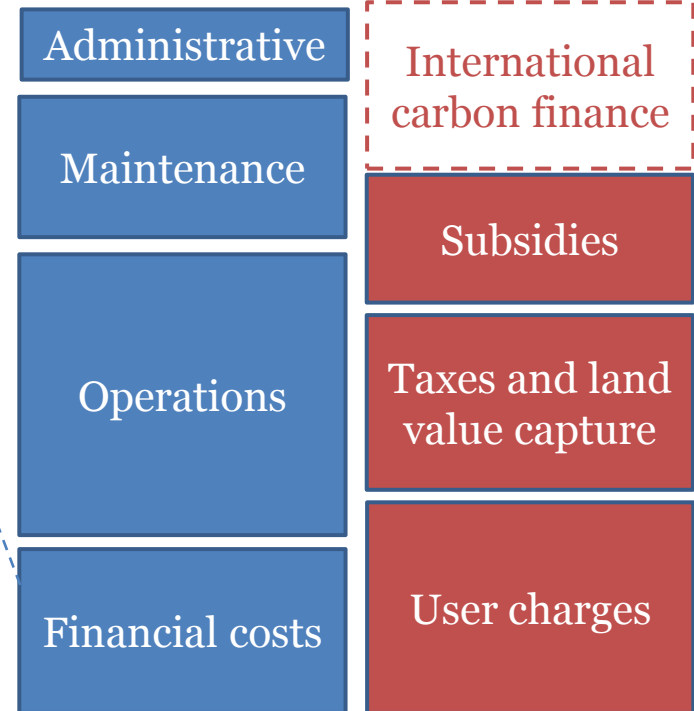 Administrative
Maintenance
Operations
Financial costs
International
carbon finance
Subsidies
Taxes and land
value capture
User charges